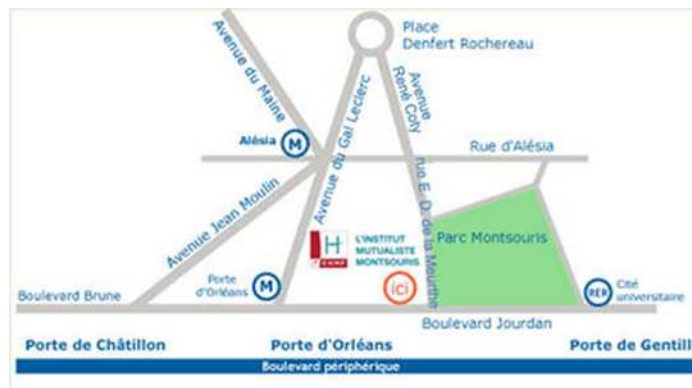 Place
Denfert Rochereau
Avenue du Maine
Avenue du Gal Leclerc
Avenue
René Coty
Alésia
M
Rue d'Alésia
Avenue Jean Moulin
rue E. D. de la Meurthe
H
L'INSTITUT
MUTUALISTE
MONTSOURIS
Parc Montsouris
Porte
d'Orléans
M
ici
RER
Cité
universitaire
Boulevard Brune
Boulevard Jourdan
Porte de Châtillon
Porte d'Orléans
Porte de Gentill
Boulevard périphérique